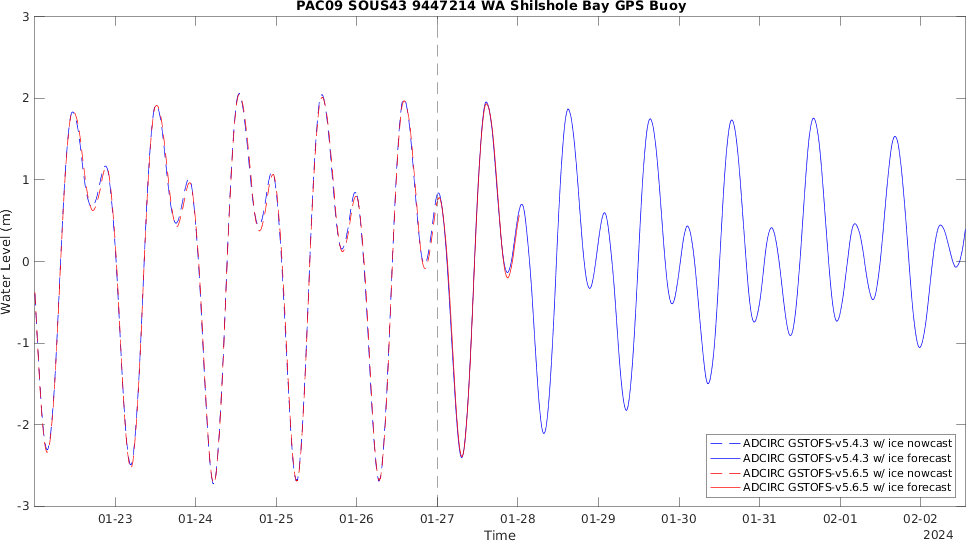 PAC09 SOUS43 9447214 WA Shilshole Bay GPS Buoy
3
2
1
0
-1
-2
-3
Water Level (m)
ADCIRC GSTOFS-v5.4.3 w/ ice nowcast
ADCIRC GSTOFS-v5.4.3 w/ ice forecast
ADCIRC GSTOFS-v5.6.5 w/ ice nowcast
ADCIRC GSTOFS-v5.6.5 w/ ice forecast
01-23 01-24 01-25 01-26 01-27 01-28 01-29 01-30 01-31 02-01 02-02
Time
2024